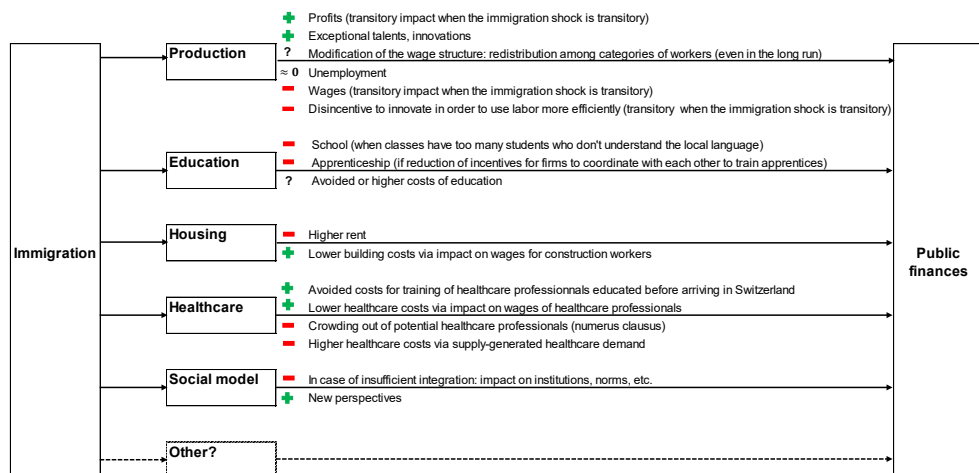 Profits (transitory impact when the immigration shock is transitory)
Exceptional talents, innovations
Production
? Modification of the wage structure: redistribution among categories of workers (even in the long run)
≈ 0 Unemployment
Wages (transitory impact when the immigration shock is transitory)
Disincentive to innovate in order to use labor more efficiently (transitory when the immigration shock is transitory)
School (when classes have too many students who don't understand the local language)
Education
Apprenticeship (if reduction of incentives for firms to coordinate with each other to train apprentices)
? Avoided or higher costs of education
Housing
Higher rent
Immigration
Lower building costs via impact on wages for construction workers
Public
finances
Avoided costs for training of healthcare professionnals educated before arriving in Switzerland
Healthcare
Lower healthcare costs via impact on wages of healthcare professionals
Crowding out of potential healthcare professionals (numerus clausus)
Higher healthcare costs via supply-generated healthcare demand
Social model
In case of insufficient integration: impact on institutions, norms, etc.
New perspectives
Other?